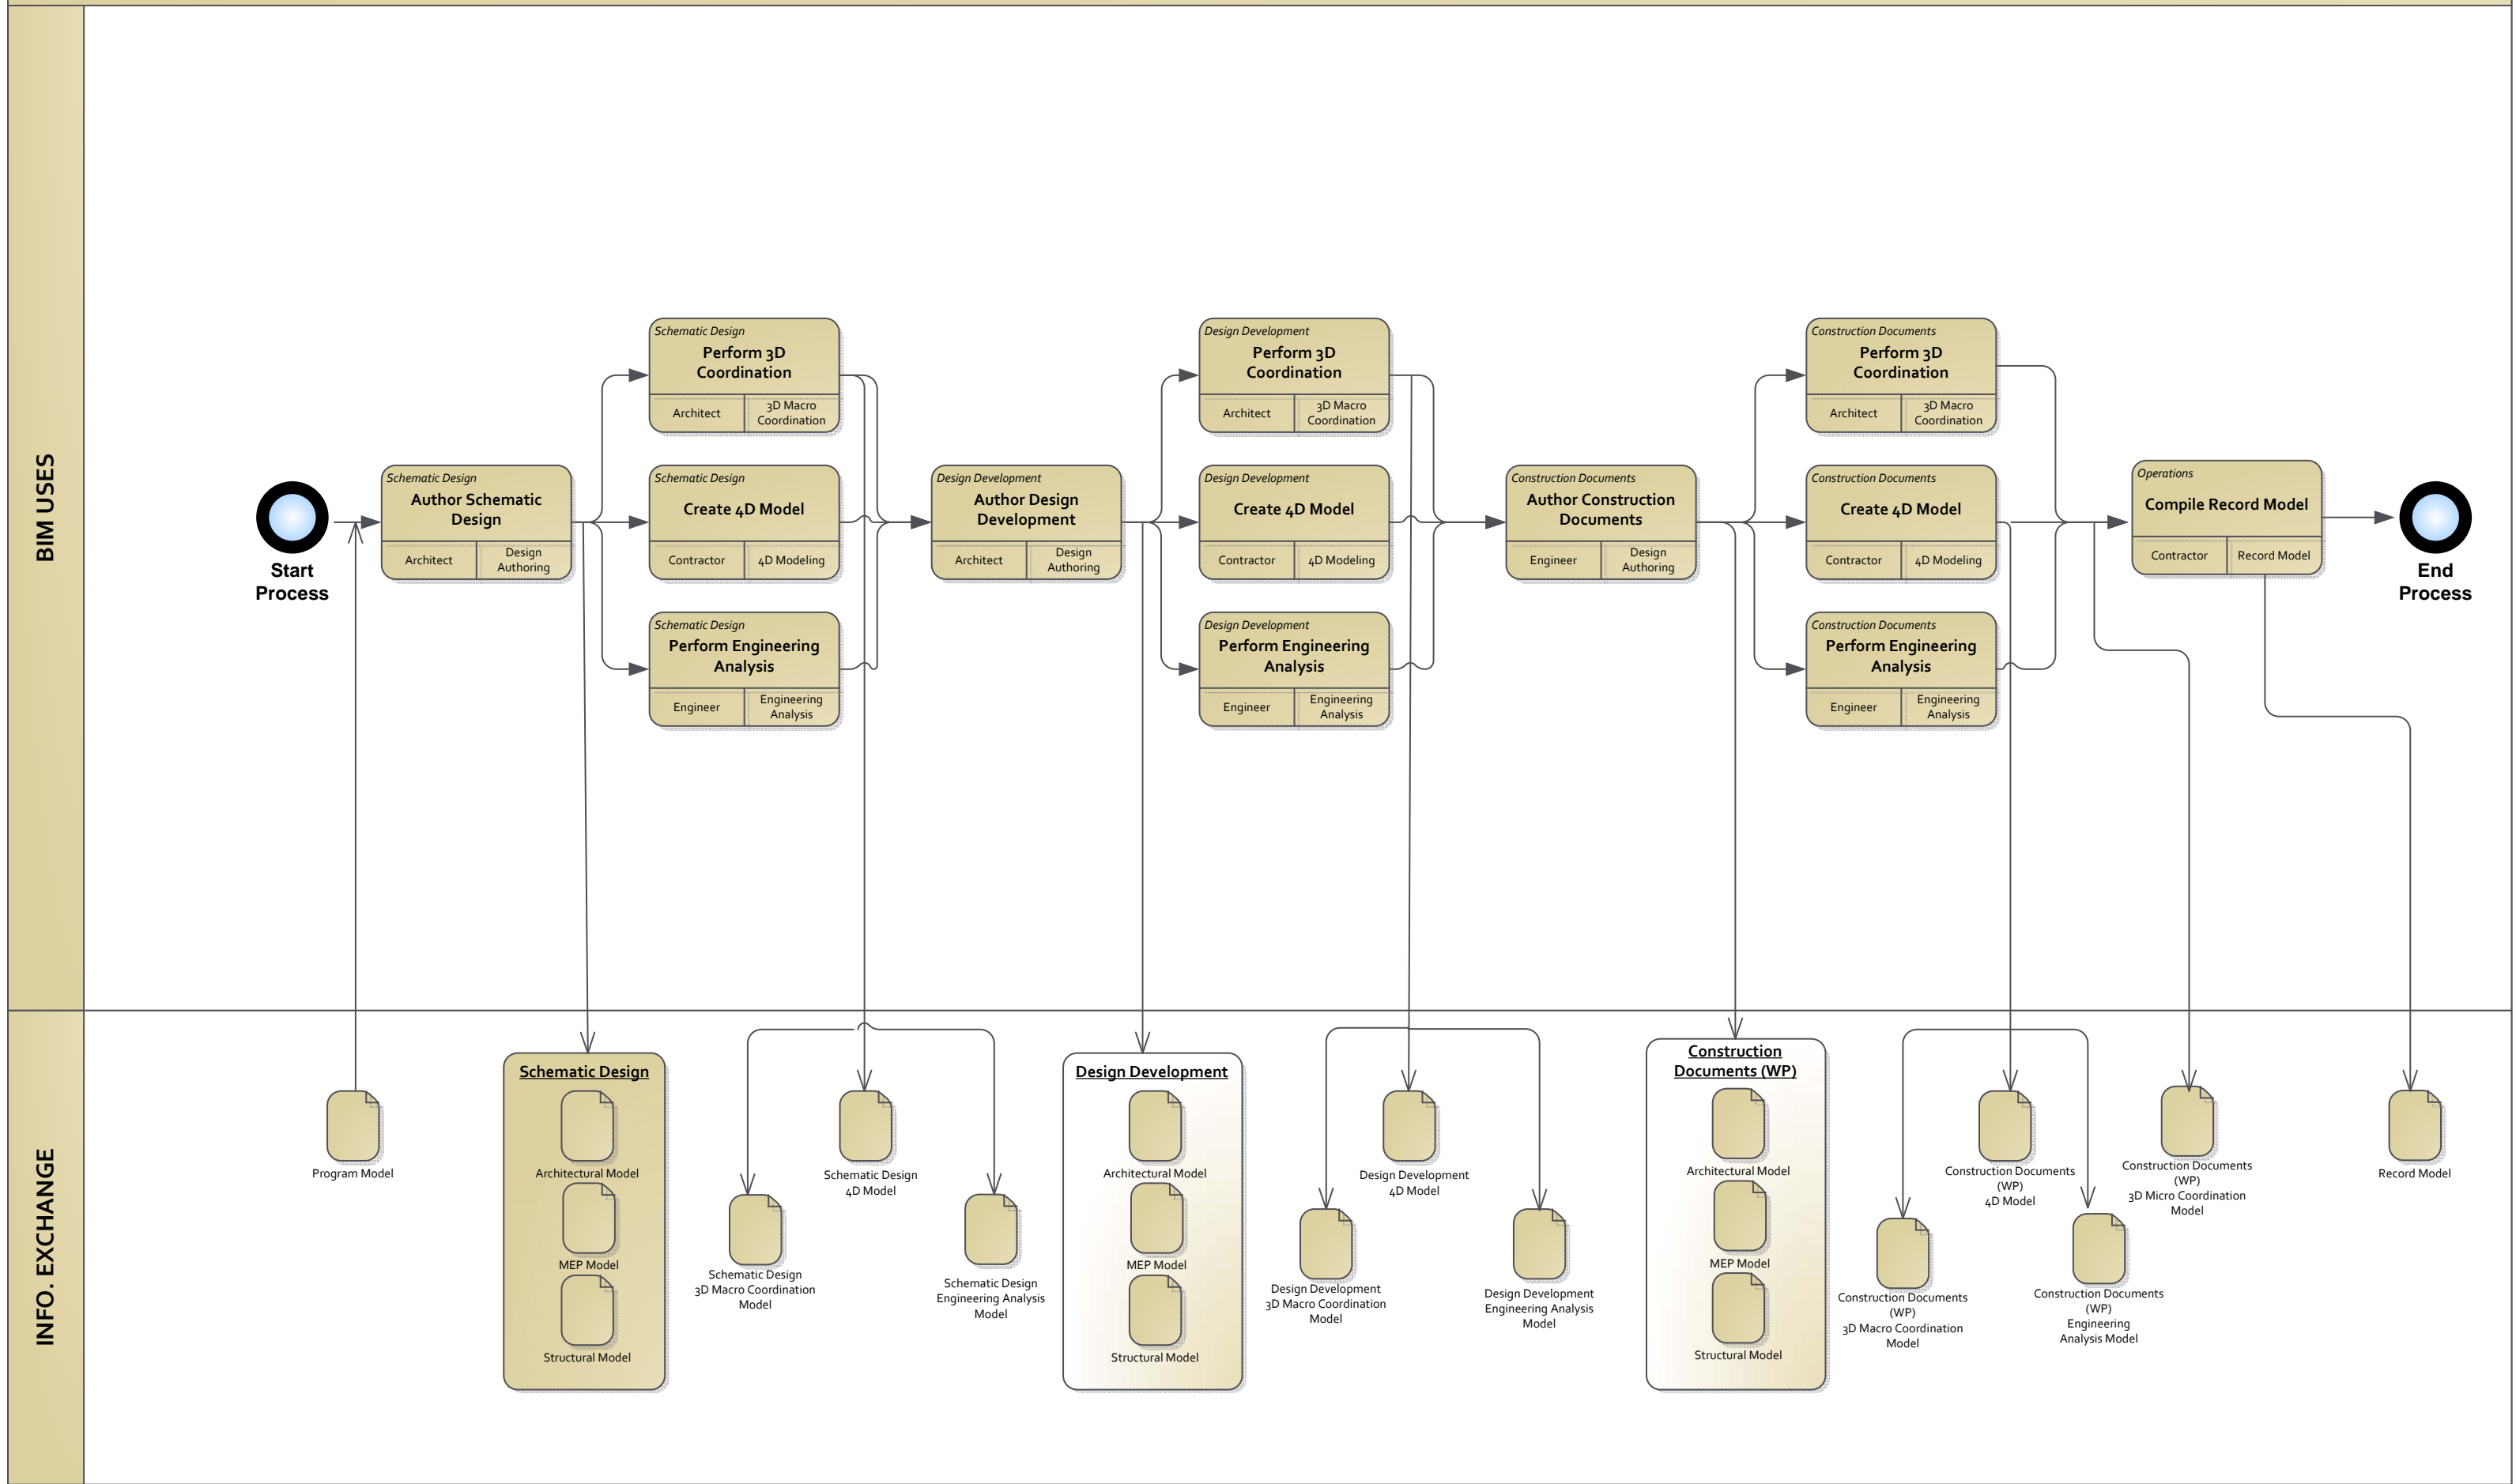 BIM USES
Start
Process
Schematic Design
Author Schematic
Design
Architect
Design
Authoring
Schematic Design
Perform 3D
Coordination
Architect
3D Macro
Coordination
Schematic Design
Create 4D Model
Contractor
4D Modeling
Schematic Design
Perform Engineering
Analysis
Engineer
Engineering
Analysis
Design Development
Author Design
Development
Architect
Design
Authoring
Design Development
Perform 3D
Coordination
Architect
3D Macro
Coordination
Design Development
Create 4D Model
Contractor
4D Modeling
Design Development
Perform Engineering
Analysis
Engineer
Engineering
Analysis
Construction Documents
Author Construction
Documents
Engineer
Design
Authoring
Construction Documents
Perform 3D
Coordination
Architect
3D Macro
Coordination
Construction Documents
Create 4D Model
Contractor
4D Modeling
Construction Documents
Perform Engineering
Analysis
Engineer
Engineering
Analysis
Operations
Compile Record Model
Contractor
Record Model
End
Process
INFO. EXCHANGE
Program Model
Schematic Design
Architectural Model
MEP Model
Structural Model
Schematic Design
3D Macro Coordination
Model
Schematic Design
4D Model
Schematic Design
Engineering Analysis
Model
Design Development
Architectural Model
MEP Model
Structural Model
Design Development
3D Macro Coordination
Model
Design Development
4D Model
Design Development
Engineering Analysis
Model
Construction
Documents (WP)
Architectural Model
MEP Model
Structural Model
Construction Documents
(WP)
3D Macro Coordination
Model
Construction Documents
(WP)
4D Model
Construction Documents
(WP)
Engineering
Analysis Model
Construction Documents
(WP)
3D Micro Coordination
Model
Record Model